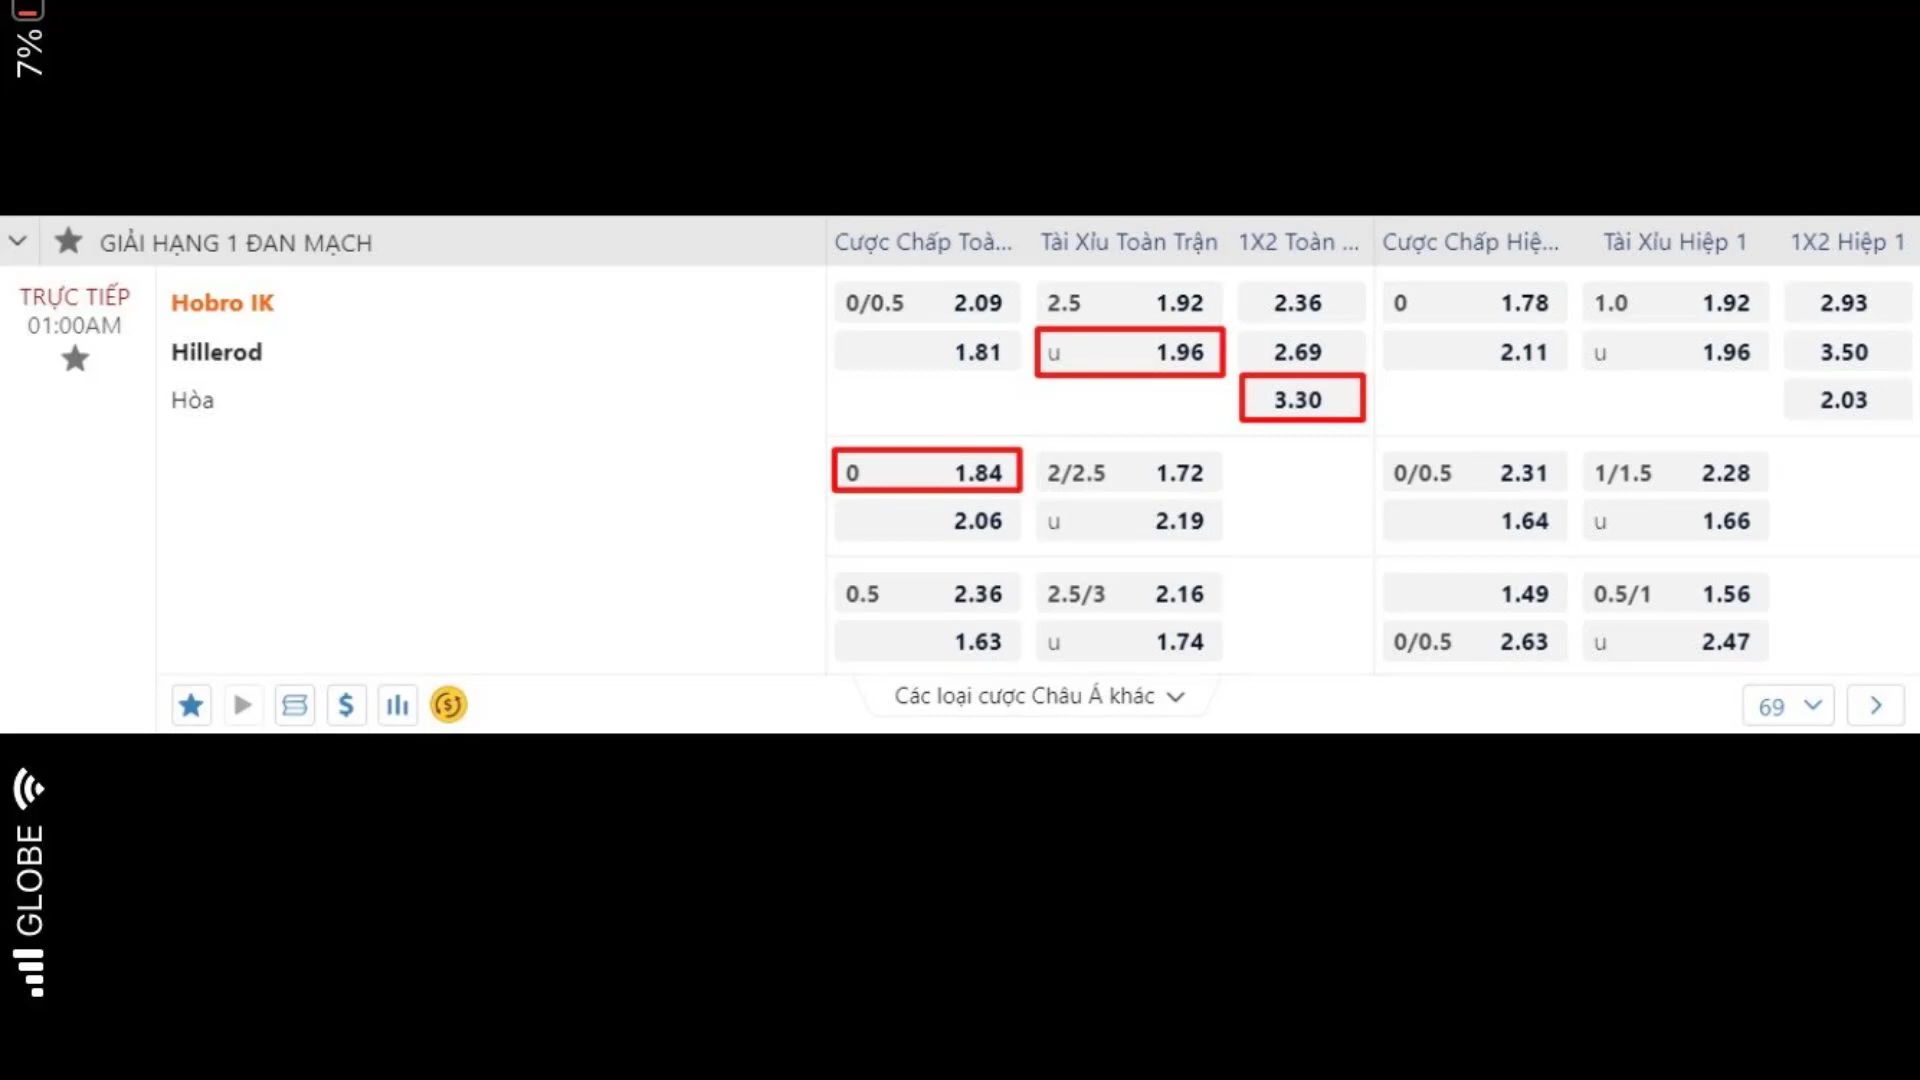 7%
GIẢI HẠNG 1 ĐAN MẠCH Cược Chấp Toà... Tài Xỉu Toàn Trận 1X2 Toàn ... Cược Chấp Hiệ... Tài Xỉu Hiệp 1 1X2 Hiệp 1
TRỰC TIẾP
01:00AM
Hobro IK 0/0.5 2.09 2.5 1.92 2.36 0 1.78 1.0 1.92 2.93
Hillerod 1.81 u 1.96 2.69 2.11 u 1.96 3.50
Hòa 3.30 2.03
0 1.84 2/2.5 1.72 0/0.5 2.31 1/1.5 2.28
2.06 u 2.19 1.64 u 1.66
0.5 2.36 2.5/3 2.16 1.49 0.5/1 1.56
1.63 u 1.74 0/0.5 2.63 u 2.47
Các loại cược Châu Á khác 69
GLOBE